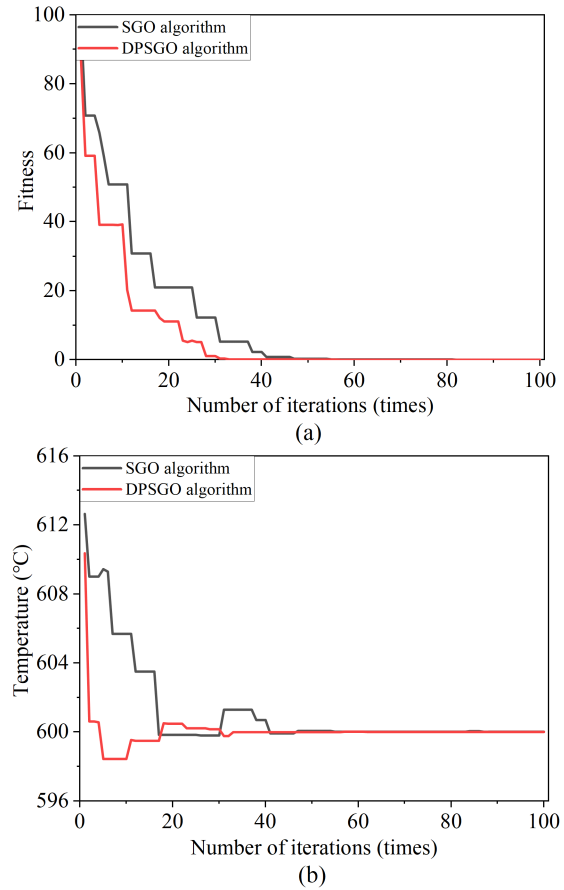 100
SGO algorithm
DPSGO algorithm
80
60
Fitness
40
20
0
0 20 40 60 80 100
Number of iterrations (times)
(a)
616
SGO algorithm
DPSGO algorithm
612
608
Temperature (℃)
604
600
596
0 20 40 60 80 100
Number of iterations (times)
(b)